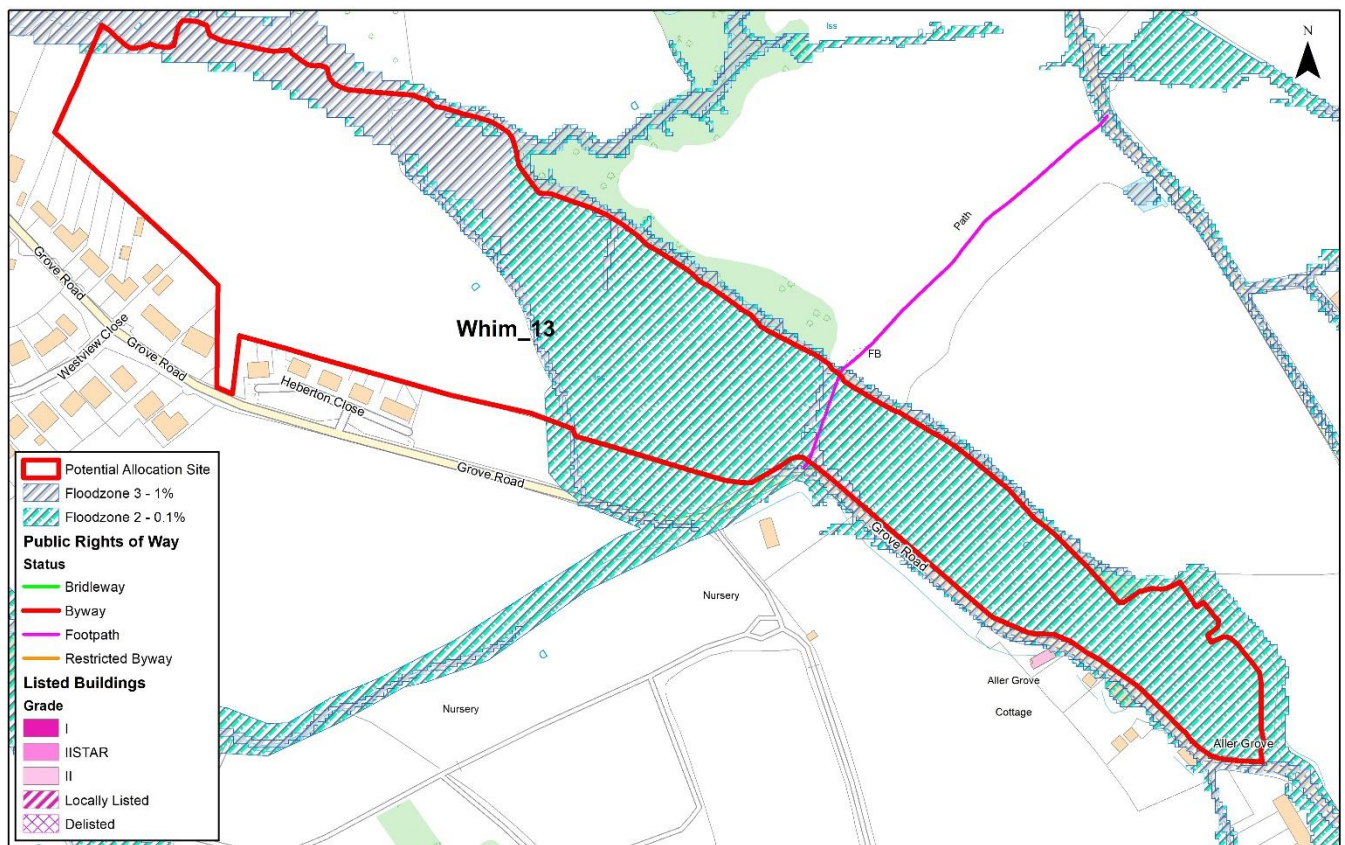 Iss
N
Path
Whim_13
FB
Grove Road
Westview Close
Grove Road
Heberton Close
Grove Road
Grove Road
Nursery
Nursery
Aller Grove
Cottage
Aller Grove
Potential Allocation Site
Floodzone 3 - 1%
Floodzone 2 - 0.1%
Public Rights of Way
Status
Bridleway
Byway
Footpath
Restricted Byway
Listed Buildings
Grade
I
IISTAR
II
Locally Listed
Delisted